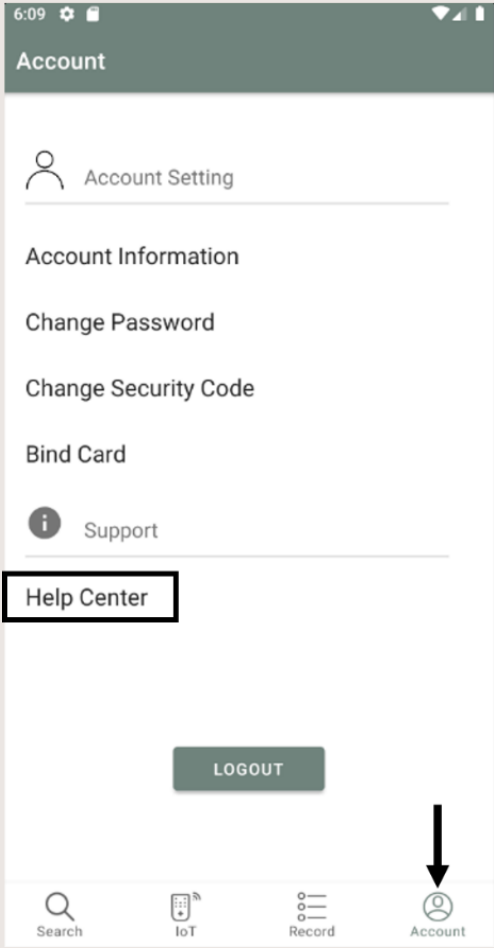 6:09
Account
Account Setting
Account Information
Change Password
Change Security Code
Bind Card
Support
Help Center
LOGOUT
Search IoT Record Account